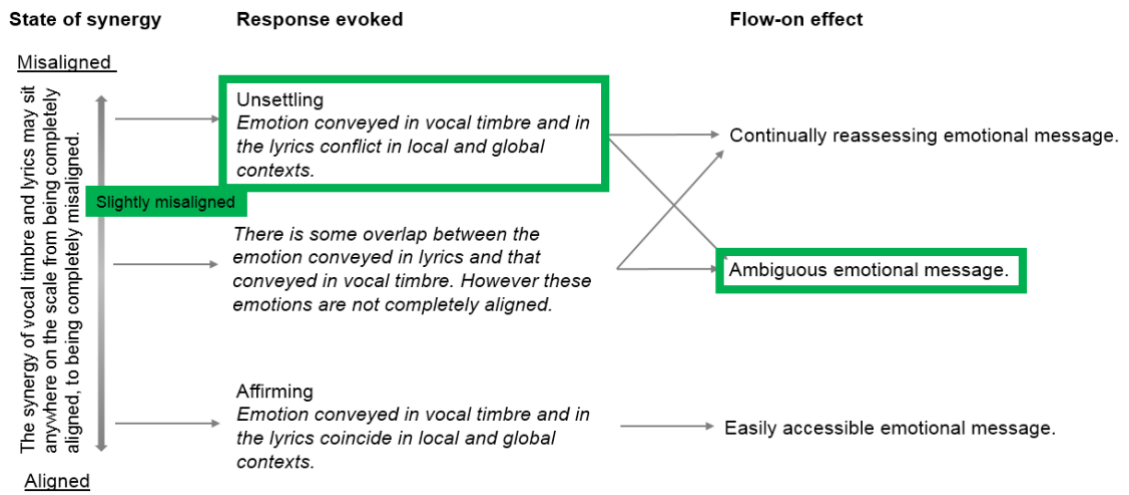 State of synergy
Response evoked
Flow-on effect
Misaligned
The synergy of vocal timbre and lyrics may sit
anywhere on the scale from being completely
aligned, to being completely misaligned.
Slightly misaligned
Aligned
Unsettling
Emotion conveyed in vocal timbre and in
the lyrics conflict in local and global
contexts.
There is some overlap between the
emotion conveyed in lyrics and that
conveyed in vocal timbre. However these
emotions are not completely aligned.
Affirming
Emotion conveyed in vocal timbre and in
the lyrics coincide in local and global
contexts.
Continually reassessing emotional message.
Ambiguous emotional message.
Easily accessible emotional message.